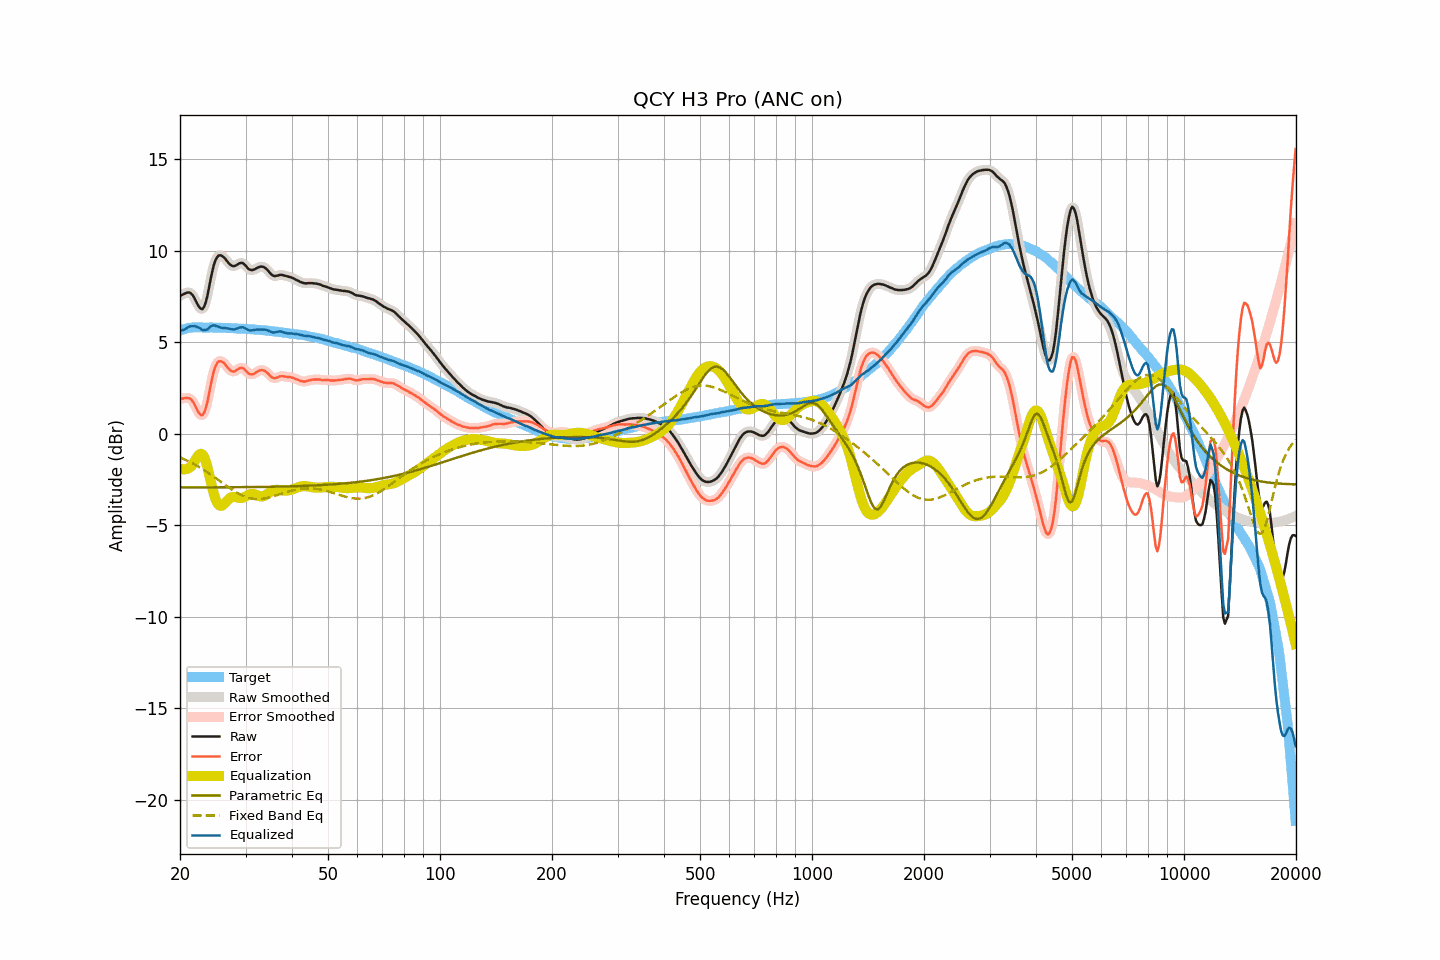 QCY H3 Pro (ANC on)
Amplitude (dBr)
15
10
5
0
−5
−10
−15
−20
Target
Raw Smoothed
Error Smoothed
Raw
Error
Equalization
Parametric Eq
Fixed Band Eq
Equalized
20 50 100 200 500 1000 2000 5000 10000 20000
Frequency (Hz)